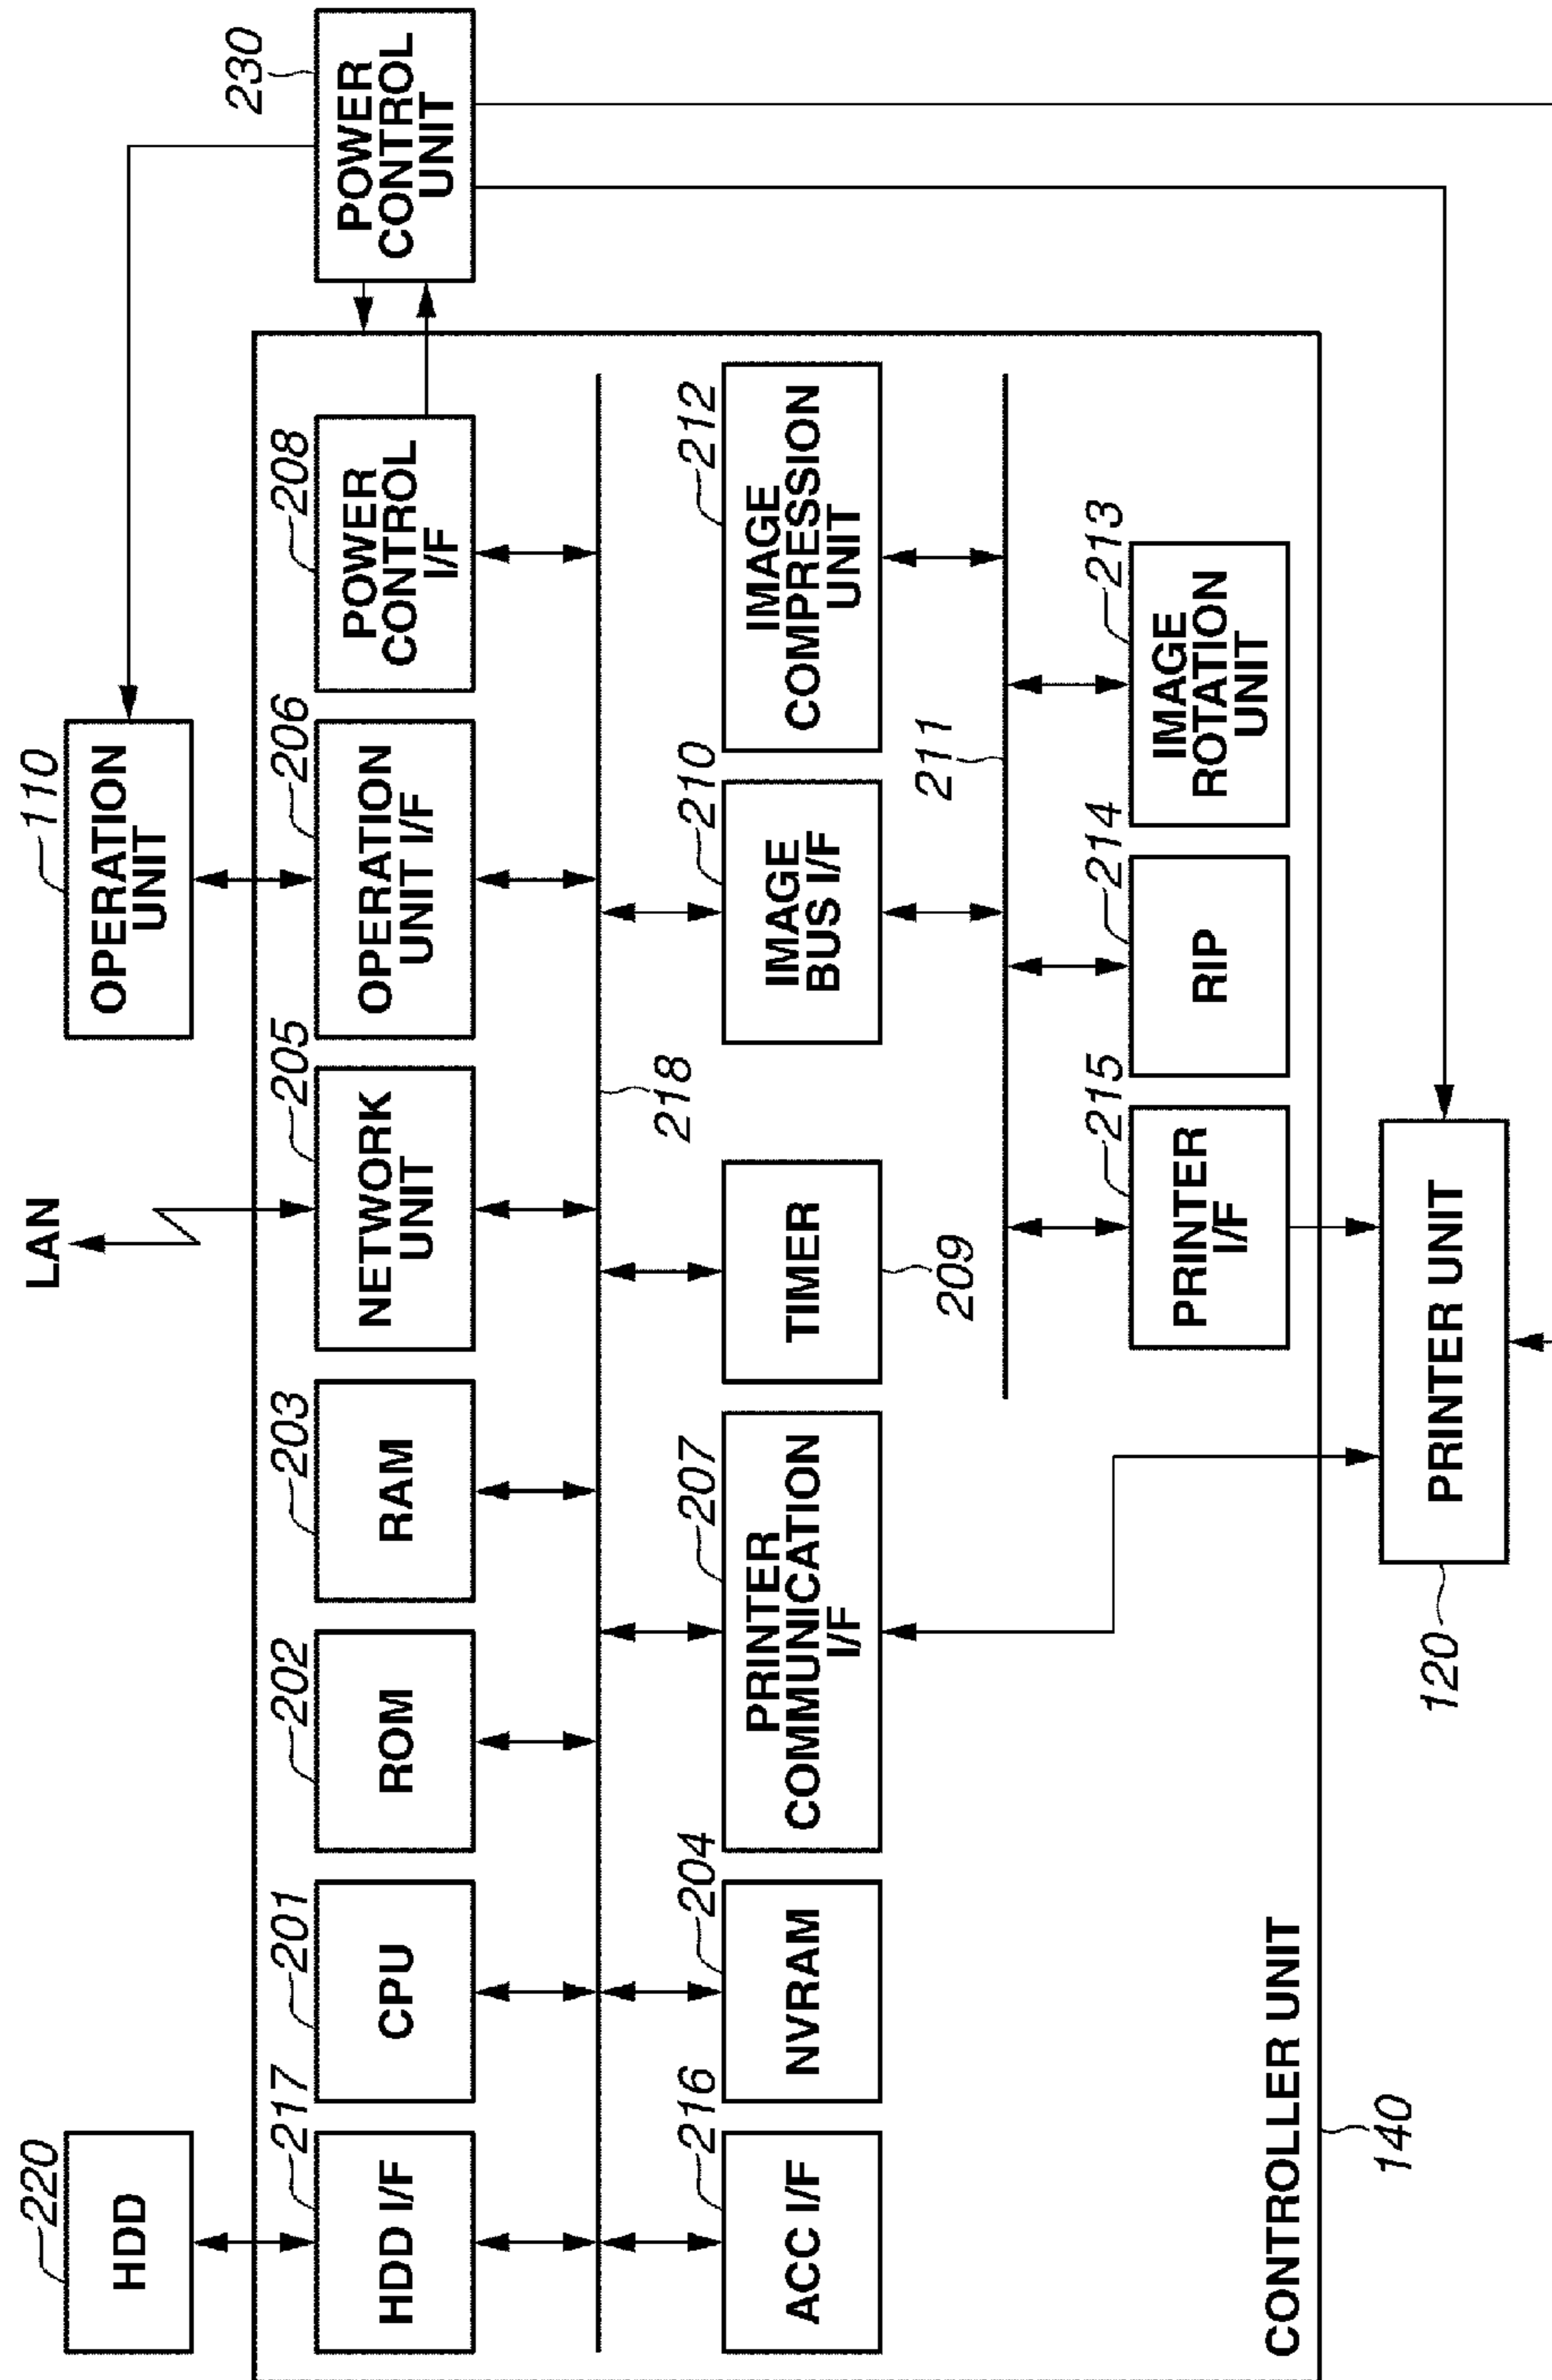 220
HDD
LAN
110
OPERATION
UNIT
230
POWER
CONTROL
UNIT
217
HDD I/F
201
CPU
202
ROM
203
RAM
205
NETWORK
UNIT
206
OPERATION
UNIT I/F
208
POWER
CONTROL
I/F
218
216
ACC I/F
204
NVRAM
207
PRINTER
COMMUNICATION
I/F
TIMER
209
210
IMAGE
BUS I/F
212
IMAGE
COMPRESSION
UNIT
211
215
PRINTER
I/F
214
RIP
213
IMAGE
ROTATION
UNIT
CONTROLLER UNIT
140
120
PRINTER UNIT